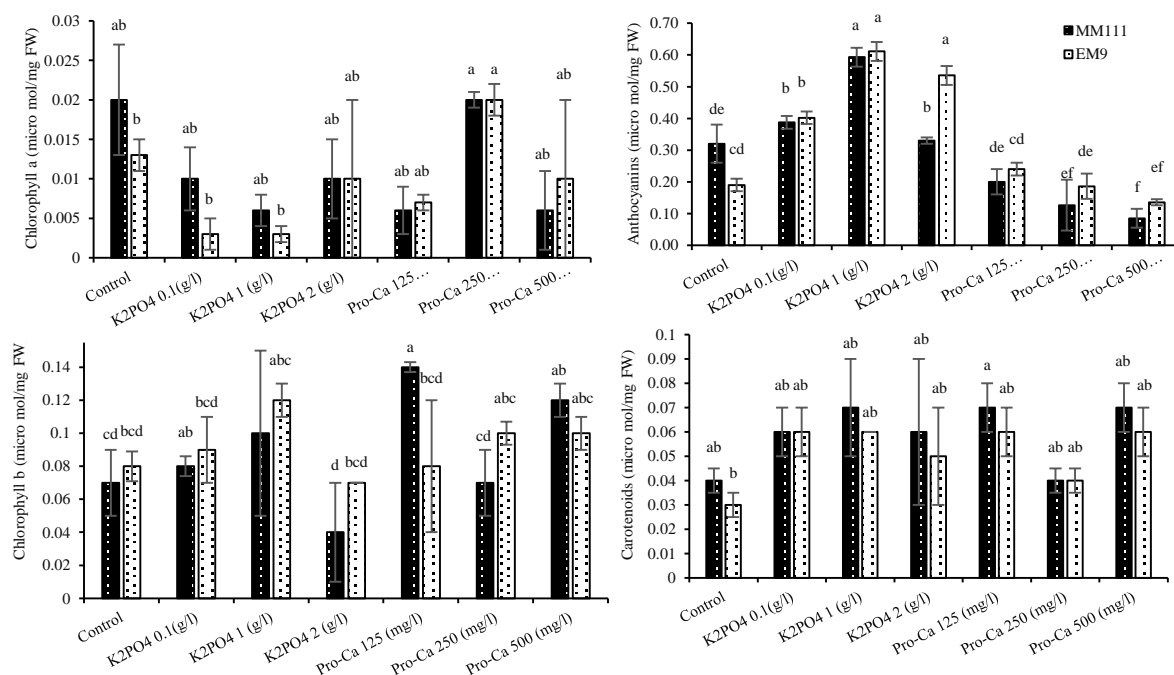 Chlorophyll a (micro mol/mg FW)
0.03
0.025
0.02
0.015
0.01
0.005
0
ab
b
ab
b
ab
b
ab
ab
ab
ab
a
a
ab
ab
Control
K2PO4 0.1(g/l)
K2PO4 1 (g/l)
K2PO4 2 (g/l)
Pro-Ca 125…
Pro-Ca 250…
Pro-Ca 500…
Anthocyanins (micro mol/mg FW)
0.70
0.60
0.50
0.40
0.30
0.20
0.10
0.00
MM111
EM9
de
cd
b
b
a
a
b
a
de
cd
ef
de
f
ef
Control
K2PO4 0.1(g/l)
K2PO4 1 (g/l)
K2PO4 2 (g/l)
Pro-Ca 125…
Pro-Ca 250…
Pro-Ca 500…
Chlorophyll b (micro mol/mg FW
0.14
0.12
0.1
0.08
0.06
0.04
0.02
0
cd
bcd
ab
bcd
abc
d
bcd
a
bcd
cd
abc
ab
abc
Control
K2PO4 0.1(g/l)
K2PO4 1 (g/l)
K2PO4 2 (g/l)
Pro-Ca 125 (mg/l)
Pro-Ca 250 (mg/l)
Pro-Ca 500 (mg/l)
Carotenoids (micro mol/mg FW)
0.1
0.09
0.08
0.07
0.06
0.05
0.04
0.03
0.02
0.01
0
ab
b
ab
ab
ab
ab
ab
ab
a
ab
ab
ab
ab
ab
Control
K2PO4 0.1(g/l)
K2PO4 1 (g/l)
K2PO4 2 (g/l)
Pro-Ca 125 (mg/l)
Pro-Ca 250 (mg/l)
Pro-Ca 500 (mg/l)